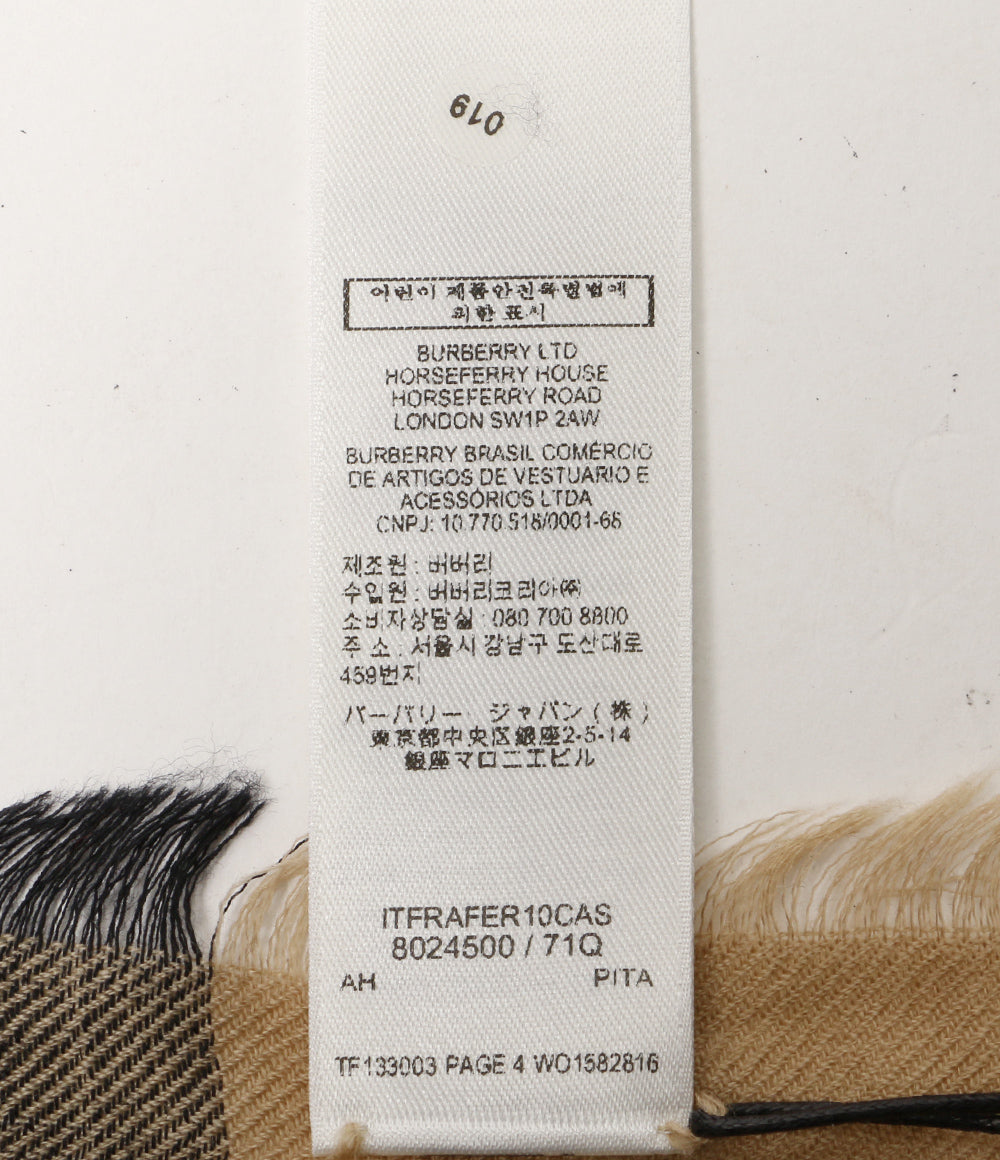 019
어린이 제품안전특별법에
의한 표시
BURBERRY LTD
HORSEFERRY HOUSE
HORSEFERRY ROAD
LONDON SW1P 2AW
BURBERRY BRASIL COMÉRCIO
DE ARTIGOS DE VESTUARIO E
ACESSÓRIOS LTDA
CNPJ: 10.770.518/0001-68
제조원 : 버버리
수입원 : 버버리코리아㈜
소비자상담실 : 080 700 8800
주 소 : 서울시 강남구 도산대로
459번지
バーバリー・ジャパン(株)
東京都中央区銀座2-5-14
銀座マロニエビル
ITFRAFER10CAS
8024500 / 71Q
AH PITA
TF133003 PAGE 4 WO1582816